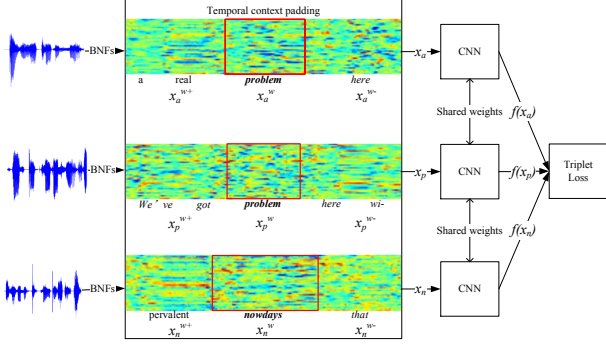 Temporal context padding
BNFs
a real problem here
x_a^{w+} x_a^w x_a^{w-}
x_a
CNN
Shared weights
f(x_a)
BNFs
We've got problem here wi-
x_p^{w+} x_p^w x_p^{w-}
x_p
CNN
f(x_p)
Triplet
Loss
Shared weights
f(x_n)
BNFs
pervalent nowdays that
x_n^{w+} x_n^w x_n^{w-}
x_n
CNN